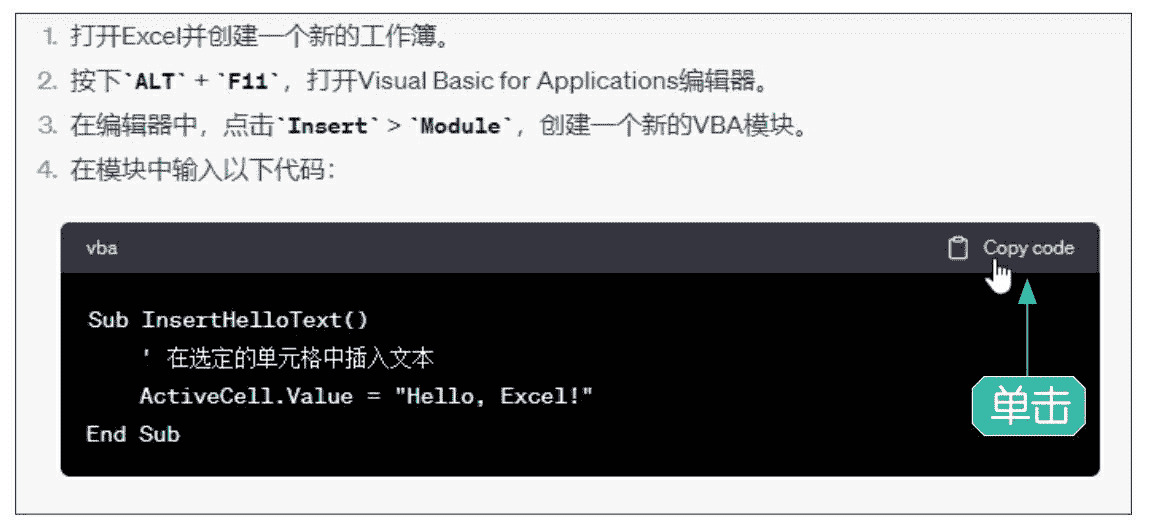 1. 打开Excel并创建一个新的工作簿。
2. 按下`ALT` + `F11`，打开Visual Basic for Applications编辑器。
3. 在编辑器中，点击`Insert` > `Module`，创建一个新的VBA模块。
4. 在模块中输入以下代码：
vba Copy code
Sub InsertHelloText()
' 在选定的单元格中插入文本
ActiveCell.Value = "Hello, Excel!"
单击
End Sub